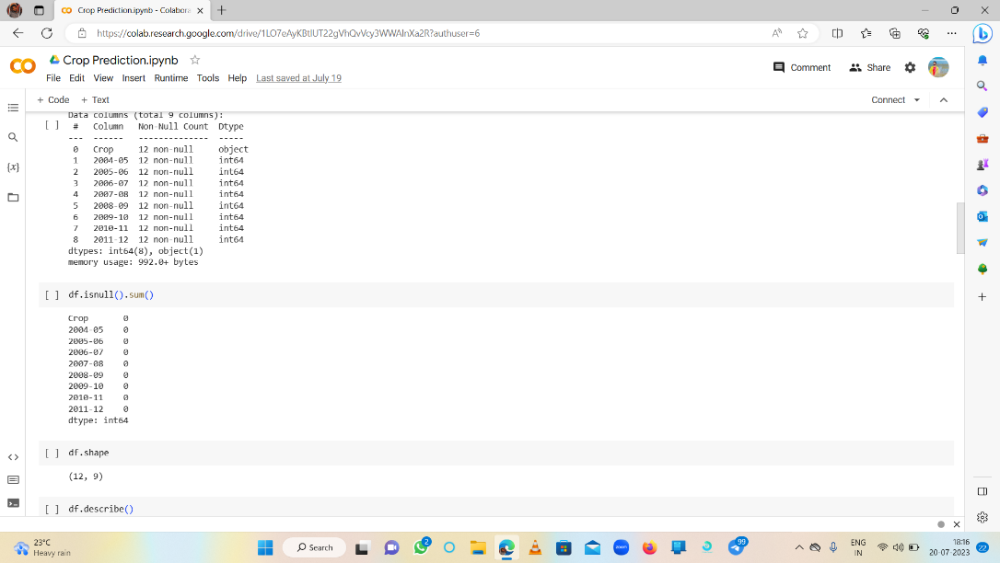 Crop Prediction.ipynb - Colabora
https://colab.research.google.com/drive/1LO7eAyKBtlUT22gVhQvVcy3WWAInXa2R?authuser=6
Crop Prediction.ipynb
Comment
Share
File Edit View Insert Runtime Tools Help Last saved at July 19
+ Code + Text
Connect
Data columns (total 9 columns):
[ ] # Column Non-Null Count Dtype
--- ------ -------------- -----
0 Crop 12 non-null object
1 2004-05 12 non-null int64
2 2005-06 12 non-null int64
3 2006-07 12 non-null int64
4 2007-08 12 non-null int64
5 2008-09 12 non-null int64
6 2009-10 12 non-null int64
7 2010-11 12 non-null int64
8 2011-12 12 non-null int64
dtypes: int64(8), object(1)
memory usage: 992.0+ bytes
[ ] df.isnull().sum()
Crop 0
2004-05 0
2005-06 0
2006-07 0
2007-08 0
2008-09 0
2009-10 0
2010-11 0
2011-12 0
dtype: int64
[ ] df.shape
(12, 9)
[ ] df.describe()
23°C
Heavy rain
Search
2
zoom
99
ENG
IN
18:16
20-07-2023
22